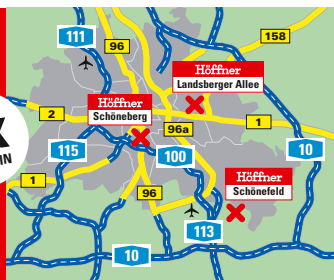 111
96
158
Höffner
Landsberger Allee
Höffner
Schöneberg
2
96a
1
IN
115
100
10
1
96
Höffner
Schönefeld
113
10